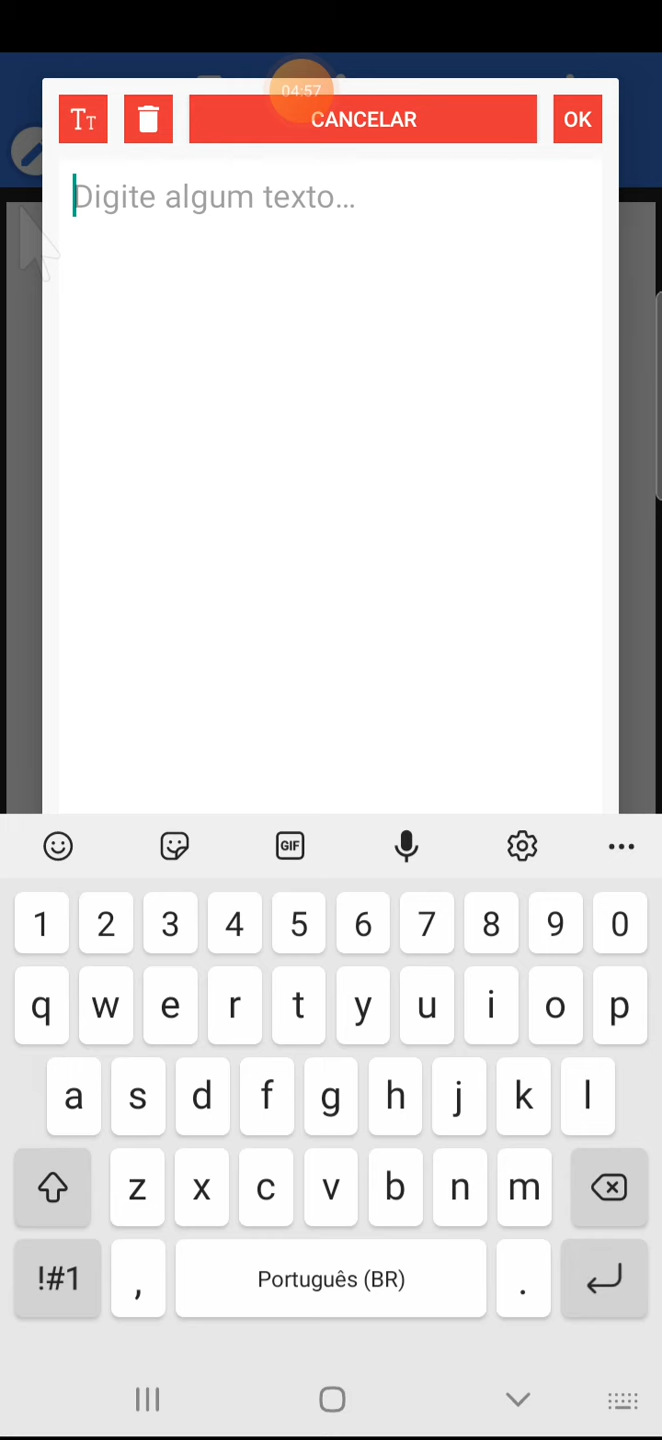 04:57
Tт CANCELAR OK
Digite algum texto...
GIF
1 2 3 4 5 6 7 8 9 0
q w e r t y u i o p
a s d f g h j k l
z x c v b n m
!#1 , Português (BR) .